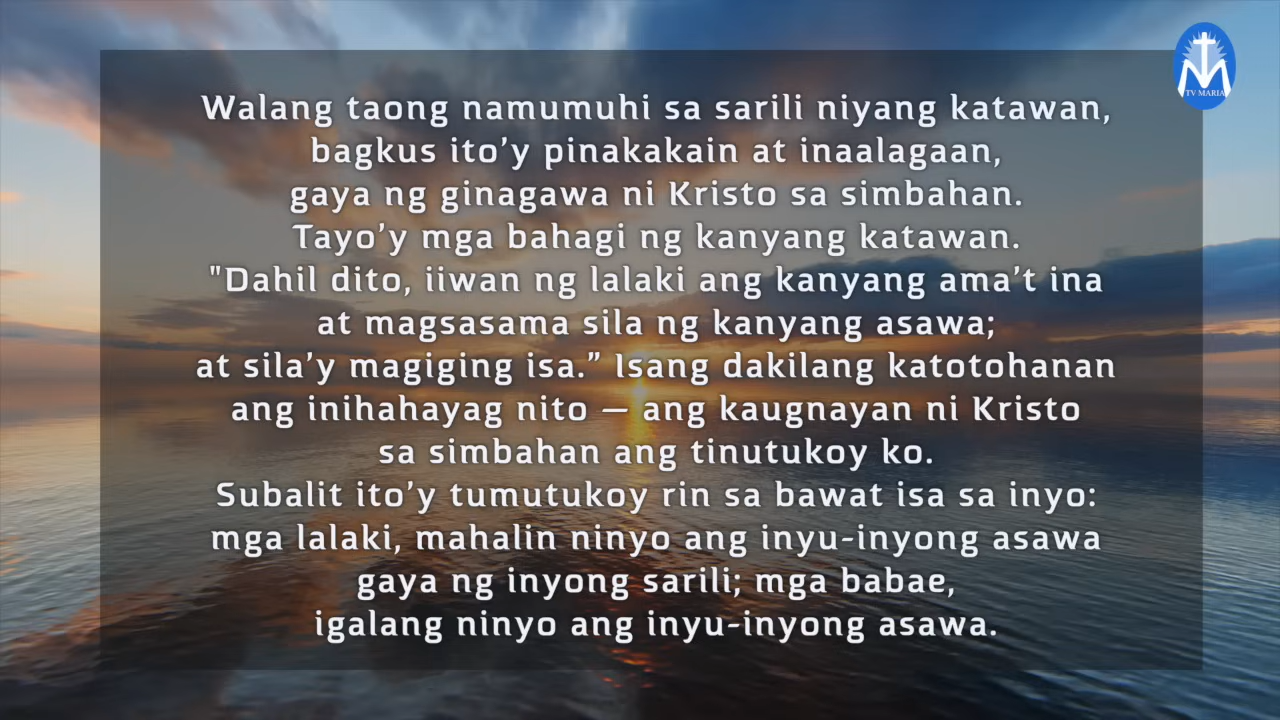 TV MARIA
Walang taong namumuhi sa sarili niyang katawan,
bagkus ito’y pinakakain at inaalagaan,
gaya ng ginagawa ni Kristo sa simbahan.
Tayo’y mga bahagi ng kanyang katawan.
"Dahil dito, iiwan ng lalaki ang kanyang ama’t ina
at magsasama sila ng kanyang asawa;
at sila’y magiging isa.” Isang dakilang katotohanan
ang inihahayag nito — ang kaugnayan ni Kristo
sa simbahan ang tinutukoy ko.
Subalit ito’y tumutukoy rin sa bawat isa sa inyo:
mga lalaki, mahalin ninyo ang inyu-inyong asawa
gaya ng inyong sarili; mga babae,
igalang ninyo ang inyu-inyong asawa.